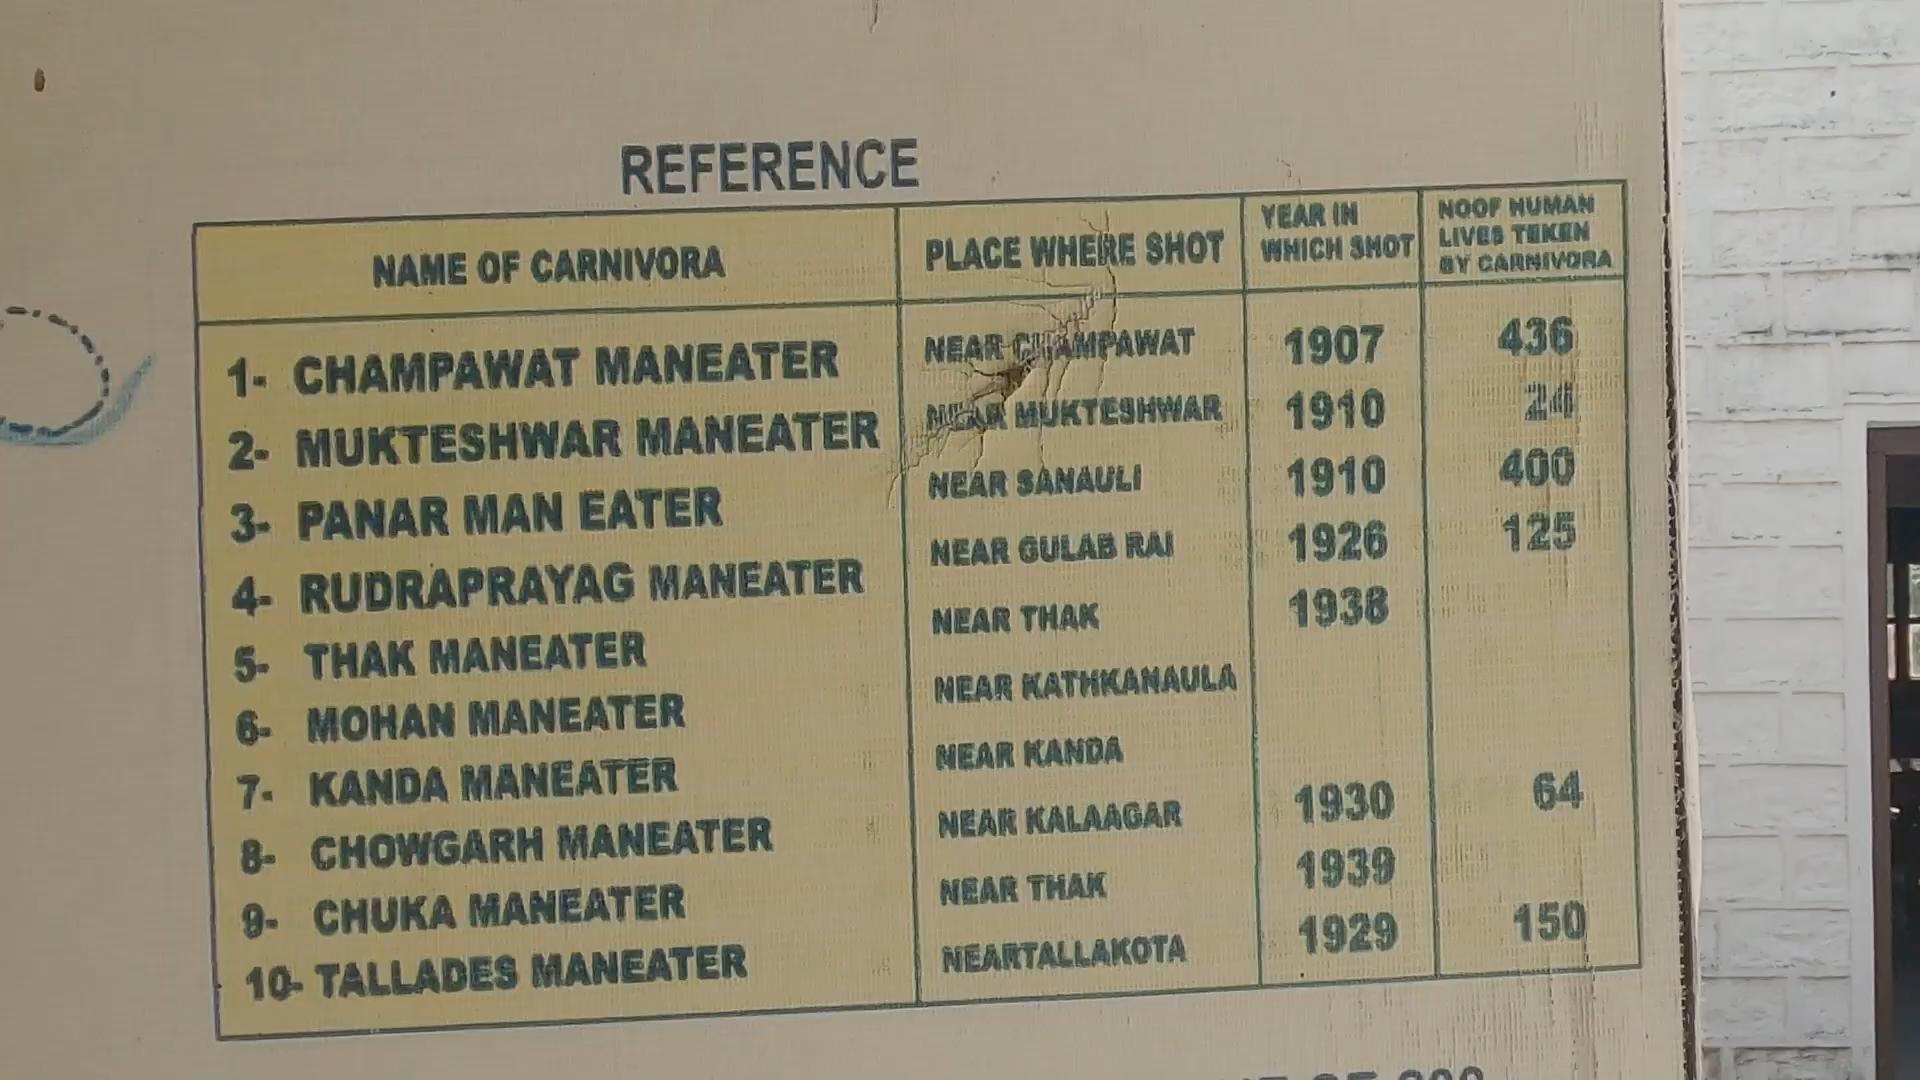 REFERENCE
NAME OF CARNIVORA PLACE WHERE SHOT YEAR IN WHICH SHOT NOOF HUMAN LIVES TEKEN BY CARNIVORA
1- CHAMPAWAT MANEATER NEAR CHAMPAWAT 1907 436
2- MUKTESHWAR MANEATER NEAR MUKTESHWAR 1910 24
3- PANAR MAN EATER NEAR SANAULI 1910 400
4- RUDRAPRAYAG MANEATER NEAR GULAB RAI 1926 125
5- THAK MANEATER NEAR THAK 1938
6- MOHAN MANEATER NEAR KATHKANAULA
7- KANDA MANEATER NEAR KANDA
8- CHOWGARH MANEATER NEAR KALAAGAR 1930 64
9- CHUKA MANEATER NEAR THAK 1939
10- TALLADES MANEATER NEARTALLAKOTA 1929 150